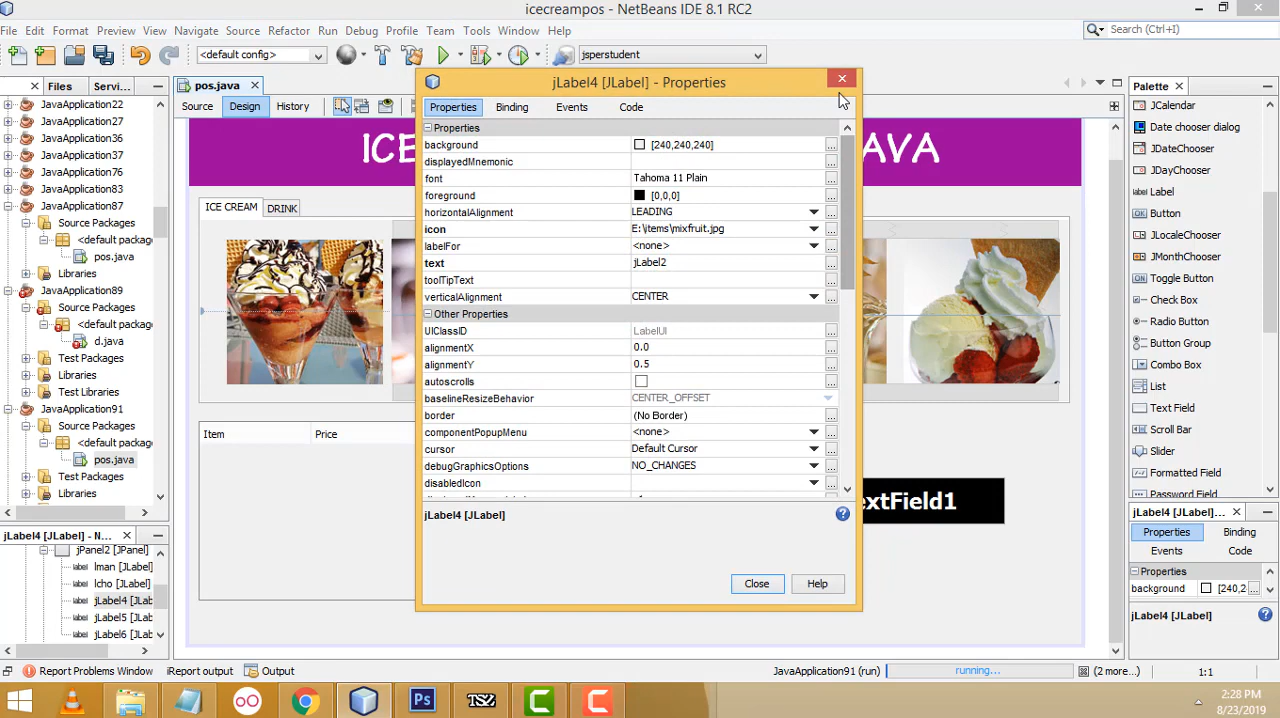 icecreampos - NetBeans IDE 8.1 RC2
File Edit Format Preview View Navigate Source Refactor Run Debug Profile Team Tools Window Help
Search (Ctrl+I)
<default config>
jsperstudent
Files Servi...
pos.java
Source Design History
JavaApplication22
JavaApplication27
JavaApplication36
JavaApplication37
JavaApplication76
JavaApplication83
JavaApplication87
Source Packages
<default package
pos.java
Libraries
JavaApplication89
Source Packages
<default package
d.java
Test Packages
Libraries
Test Libraries
JavaApplication91
Source Packages
<default package
pos.java
Test Packages
Libraries
jLabel4 [JLabel] - N...
jPanel2 [JPanel]
label lman [JLabel]
label lcho [JLabel]
label jLabel4 [JLab
label jLabel5 [JLab
label jLabel6 [JLab
ICE
AVA
ICE CREAM DRINK
Item Price
extField1
jLabel4 [JLabel] - Properties
Properties Binding Events Code
Properties
background [240,240,240]
displayedMnemonic
font Tahoma 11 Plain
foreground [0,0,0]
horizontalAlignment LEADING
icon E:\items\mixfruit.jpg
labelFor <none>
text jLabel2
toolTipText
verticalAlignment CENTER
Other Properties
UIClassID LabelUI
alignmentX 0.0
alignmentY 0.5
autoscrolls
baselineResizeBehavior CENTER_OFFSET
border (No Border)
componentPopupMenu <none>
cursor Default Cursor
debugGraphicsOptions NO_CHANGES
disabledIcon
jLabel4 [JLabel]
Close Help
Palette
JCalendar
Date chooser dialog
JDateChooser
JDayChooser
label Label
Button
JLocaleChooser
JMonthChooser
Toggle Button
Check Box
Radio Button
Button Group
Combo Box
List
Text Field
Scroll Bar
Slider
Formatted Field
Password Field
jLabel4 [JLabel]...
Properties Binding
Events Code
Properties
background [240,2
jLabel4 [JLabel]
Report Problems Window iReport output Output
JavaApplication91 (run) running... (2 more...) 1:1
Ps
TSZ
2:28 PM
8/23/2019